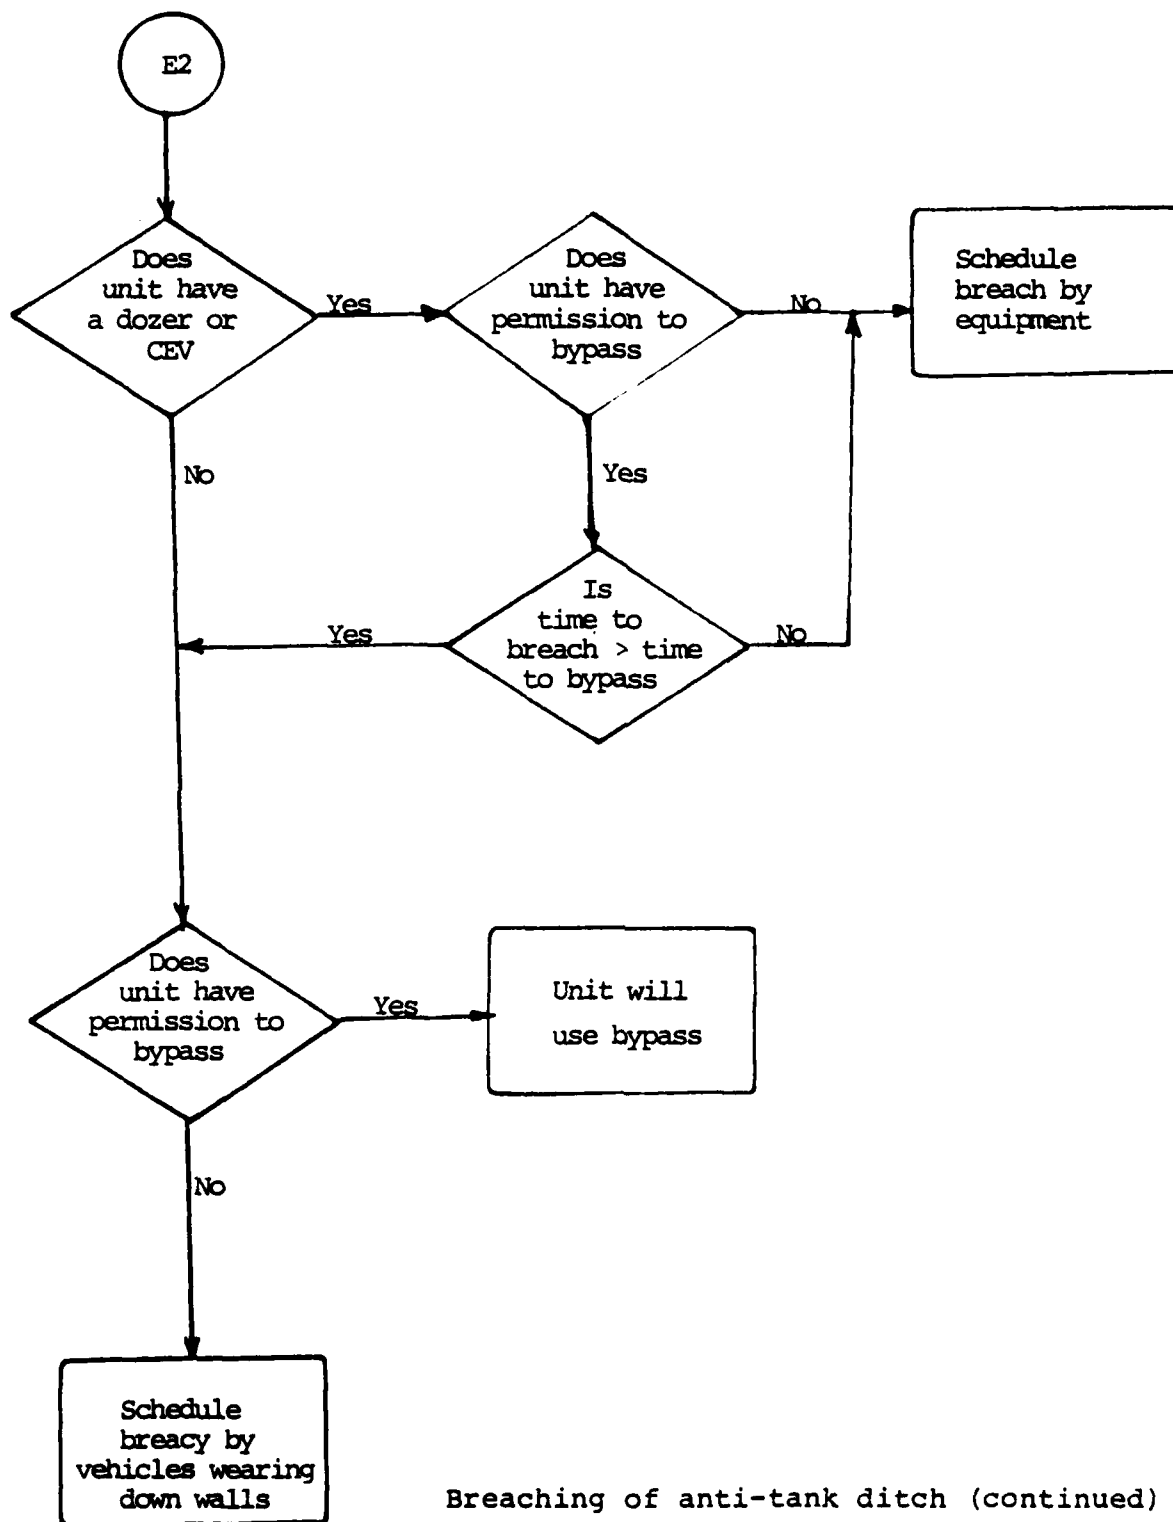 E2
Does
unit have
a dozer or
CEV
Yes
Does
unit have
permission to
bypass
No
Schedule
breach by
equipment
No
Yes
Is
time to
breach > time
to bypass
Yes
No
Does
unit have
permission to
bypass
Yes
Unit will
use bypass
No
Schedule
breacy by
vehicles wearing
down walls
Breaching of anti-tank ditch (continued)